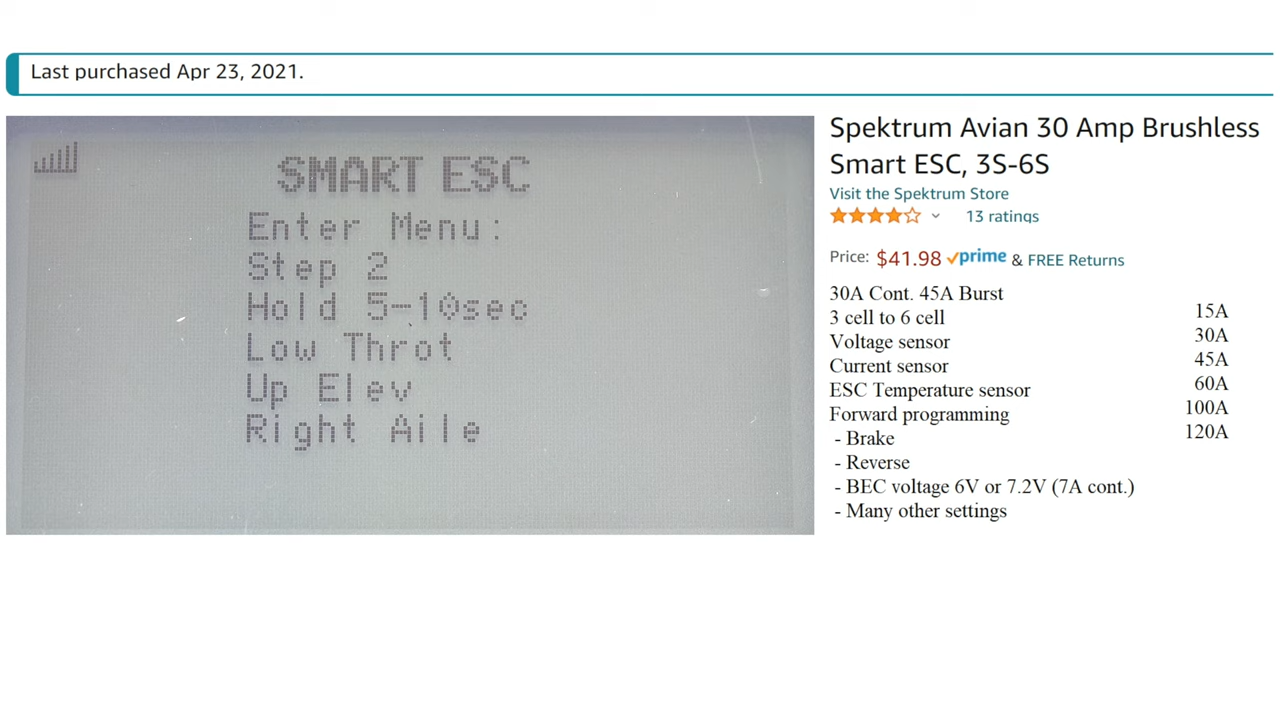 Last purchased Apr 23, 2021.
SMART ESC
Enter Menu:
Step 2
Hold 5-10sec
Low Throt
Up Elev
Right Aile
Spektrum Avian 30 Amp Brushless
Smart ESC, 3S-6S
Visit the Spektrum Store
13 ratings
Price: $41.98 prime & FREE Returns
30A Cont. 45A Burst
3 cell to 6 cell
Voltage sensor
Current sensor
ESC Temperature sensor
Forward programming
- Brake
- Reverse
- BEC voltage 6V or 7.2V (7A cont.)
- Many other settings
15A
30A
45A
60A
100A
120A